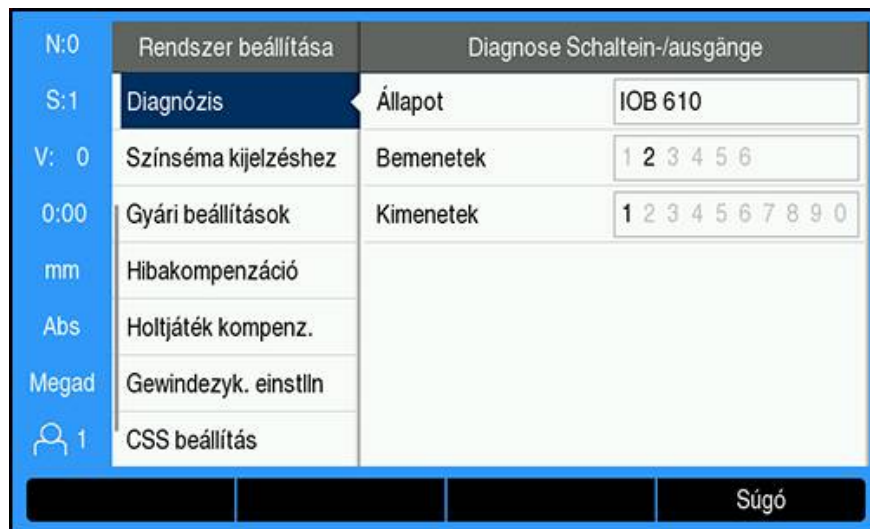 N:0
Rendszer beállítása
Diagnose Schaltein-/ausgänge
S:1
Diagnózis
Állapot
IOB 610
V: 0
Színséma kijelzéshez
Bemenetek
1 2 3 4 5 6
0:00
Gyári beállítások
Kimenetek
1 2 3 4 5 6 7 8 9 0
mm
Hibakompenzáció
Abs
Holtjáték kompenz.
Megad
Gewindezyk. einstlln
1
CSS beállítás
Súgó